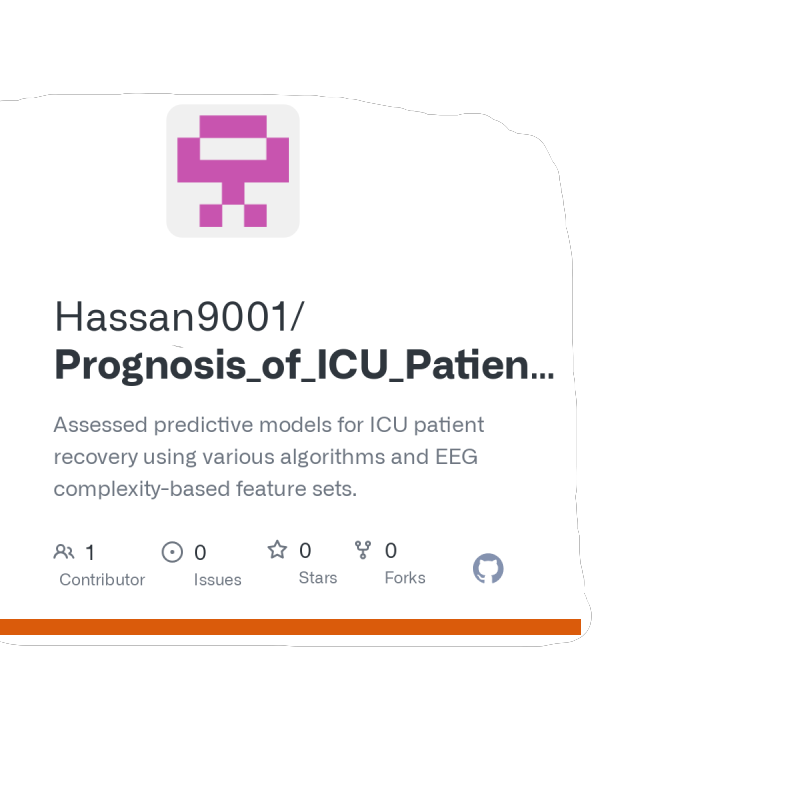 Hassan9001/
Prognosis_of_ICU_Patien...
Assessed predictive models for ICU patient
recovery using various algorithms and EEG
complexity-based feature sets.
1 0 0 0
Contributor Issues Stars Forks